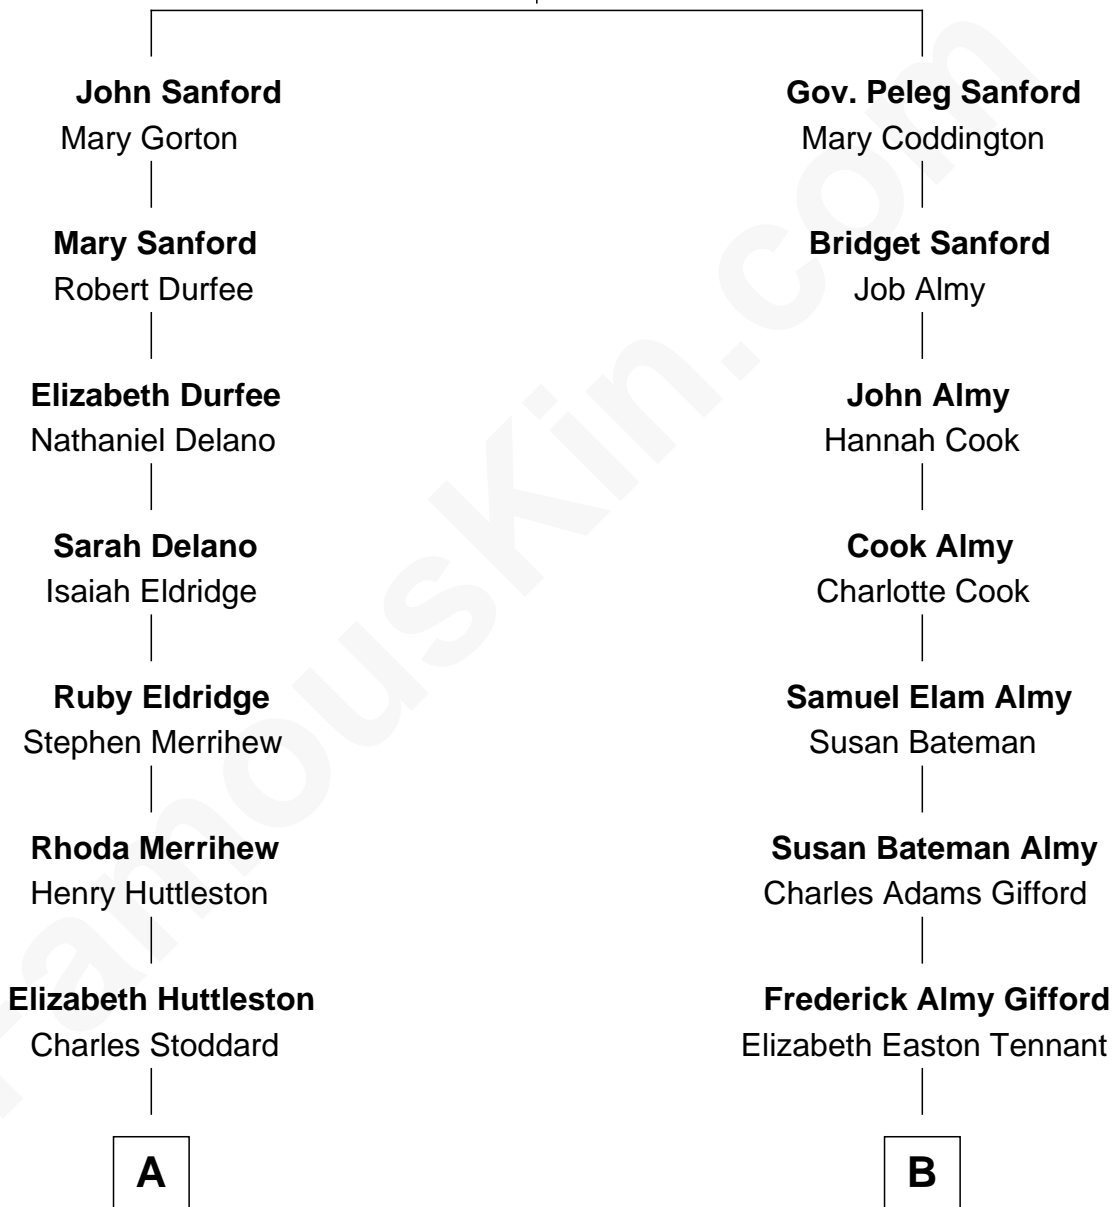 John Sanford
Mary Gorton
Mary Sanford
Robert Durfee
Elizabeth Durfee
Nathaniel Delano
Sarah Delano
Isaiah Eldridge
Ruby Eldridge
Stephen Merrihew
Rhoda Merrihew
Henry Huttleston
Elizabeth Huttleston
Charles Stoddard
A
Gov. Peleg Sanford
Mary Coddington
Bridget Sanford
Job Almy
John Almy
Hannah Cook
Cook Almy
Charlotte Cook
Samuel Elam Almy
Susan Bateman
Susan Bateman Almy
Charles Adams Gifford
Frederick Almy Gifford
Elizabeth Easton Tennant
B
FamousKin.com